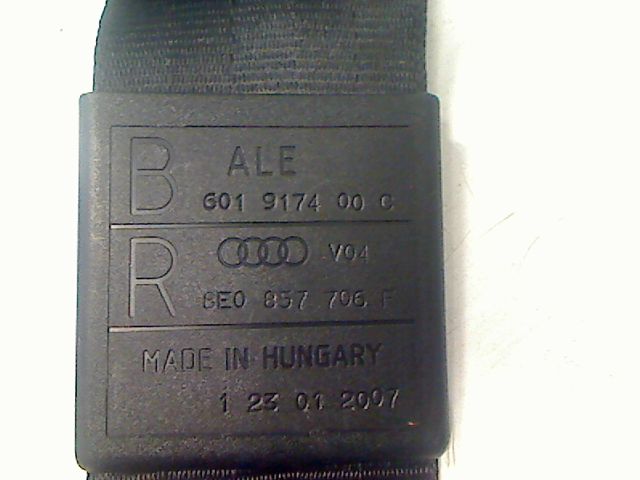 B ALE
601 9174 00 C
R V04
8E0 857 706 F
MADE IN HUNGARY
1 23 01 2007